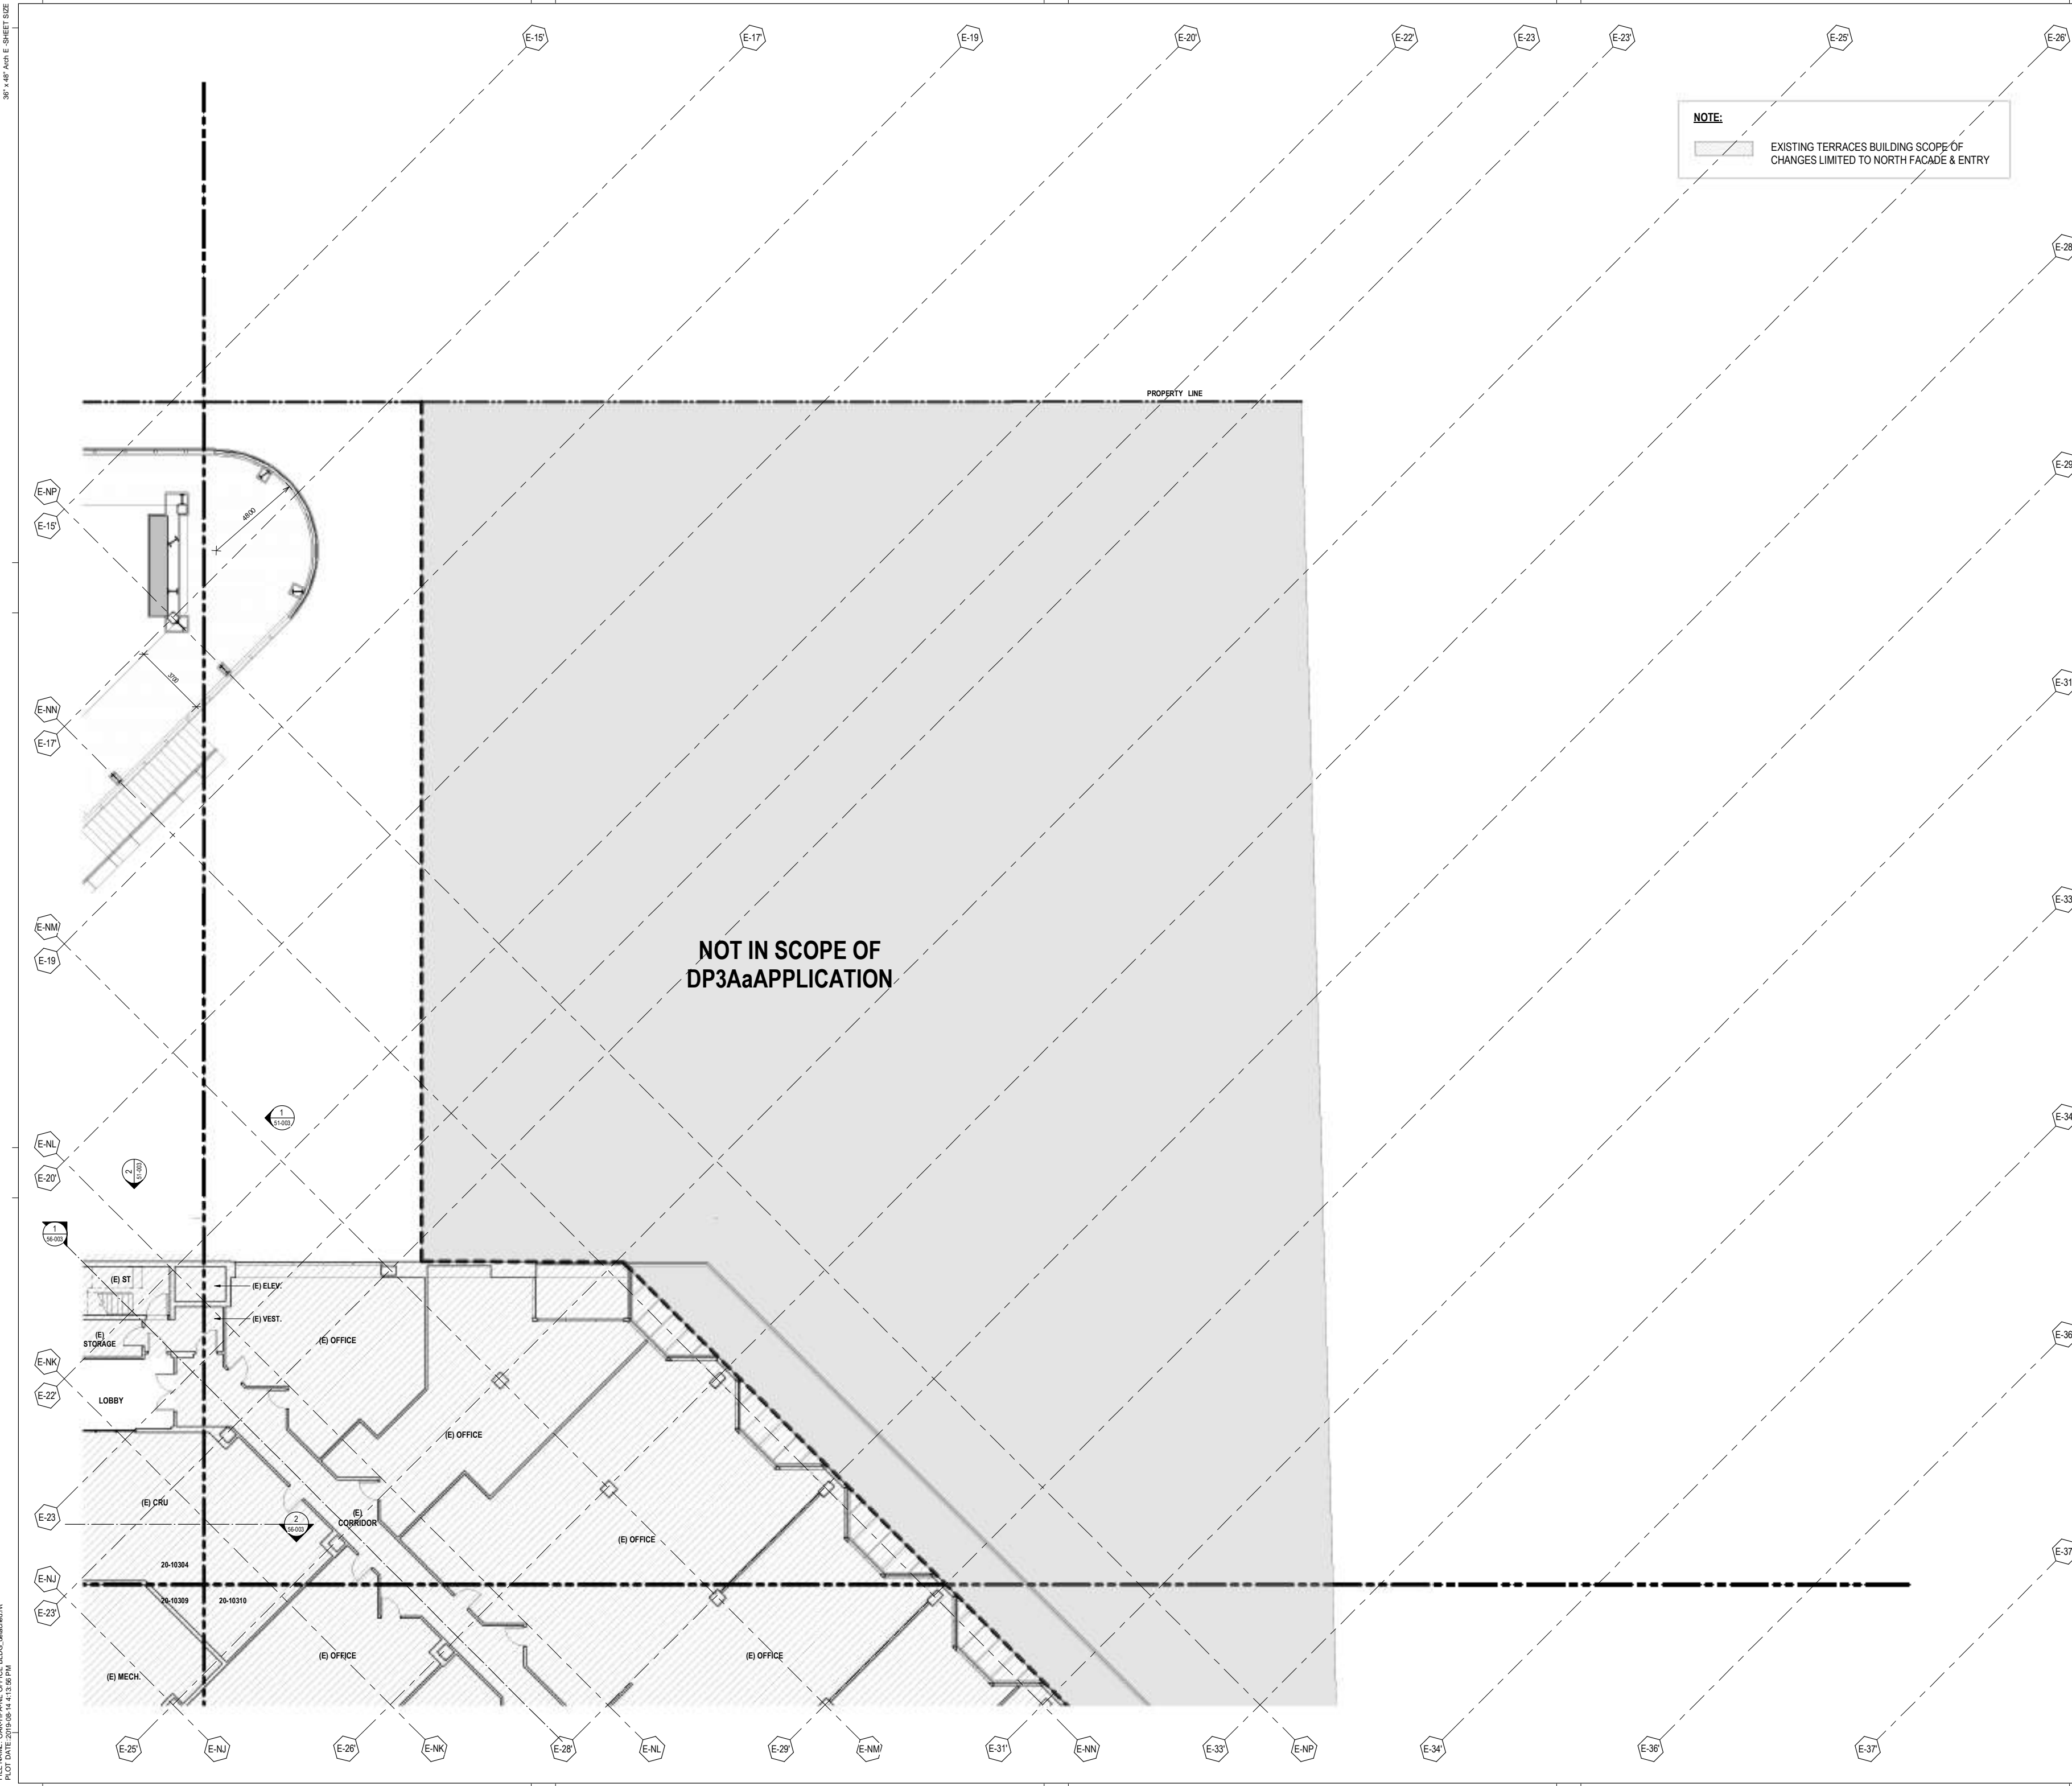 36" x 48" Arch E -SHEET SIZE
E-15'
E-17'
E-19
E-20'
E-22'
E-23
E-23'
E-25'
E-26'
NOTE:
EXISTING TERRACES BUILDING SCOPE OF
CHANGES LIMITED TO NORTH FACADE & ENTRY
E-28
E-29
E-31
E-33
E-34
E-36
E-37
PROPERTY LINE
E-NP
E-15'
4800
3700
E-NN
E-17'
E-NM
E-19
NOT IN SCOPE OF
DP3AaAPPLICATION
1
51-003
E-NL
E-20'
2
51-003
1
56-003
(E) ST
(E) ELEV.
(E) VEST.
(E)
STORAGE
(E) OFFICE
E-NK
E-22'
LOBBY
(E) OFFICE
(E) CRU
E-23
2
56-003
(E)
CORRIDOR
(E) OFFICE
20-10304
E-NJ
E-23'
20-10309
20-10310
(E) MECH.
(E) OFFICE
(E) OFFICE
PLOT DATE:2019-08-14 4:13:56 PM
E-25'
E-NJ
E-26'
E-NK
E-28'
E-NL
E-29'
E-NM
E-31'
E-NN
E-33'
E-NP
E-34'
E-36'
E-37'